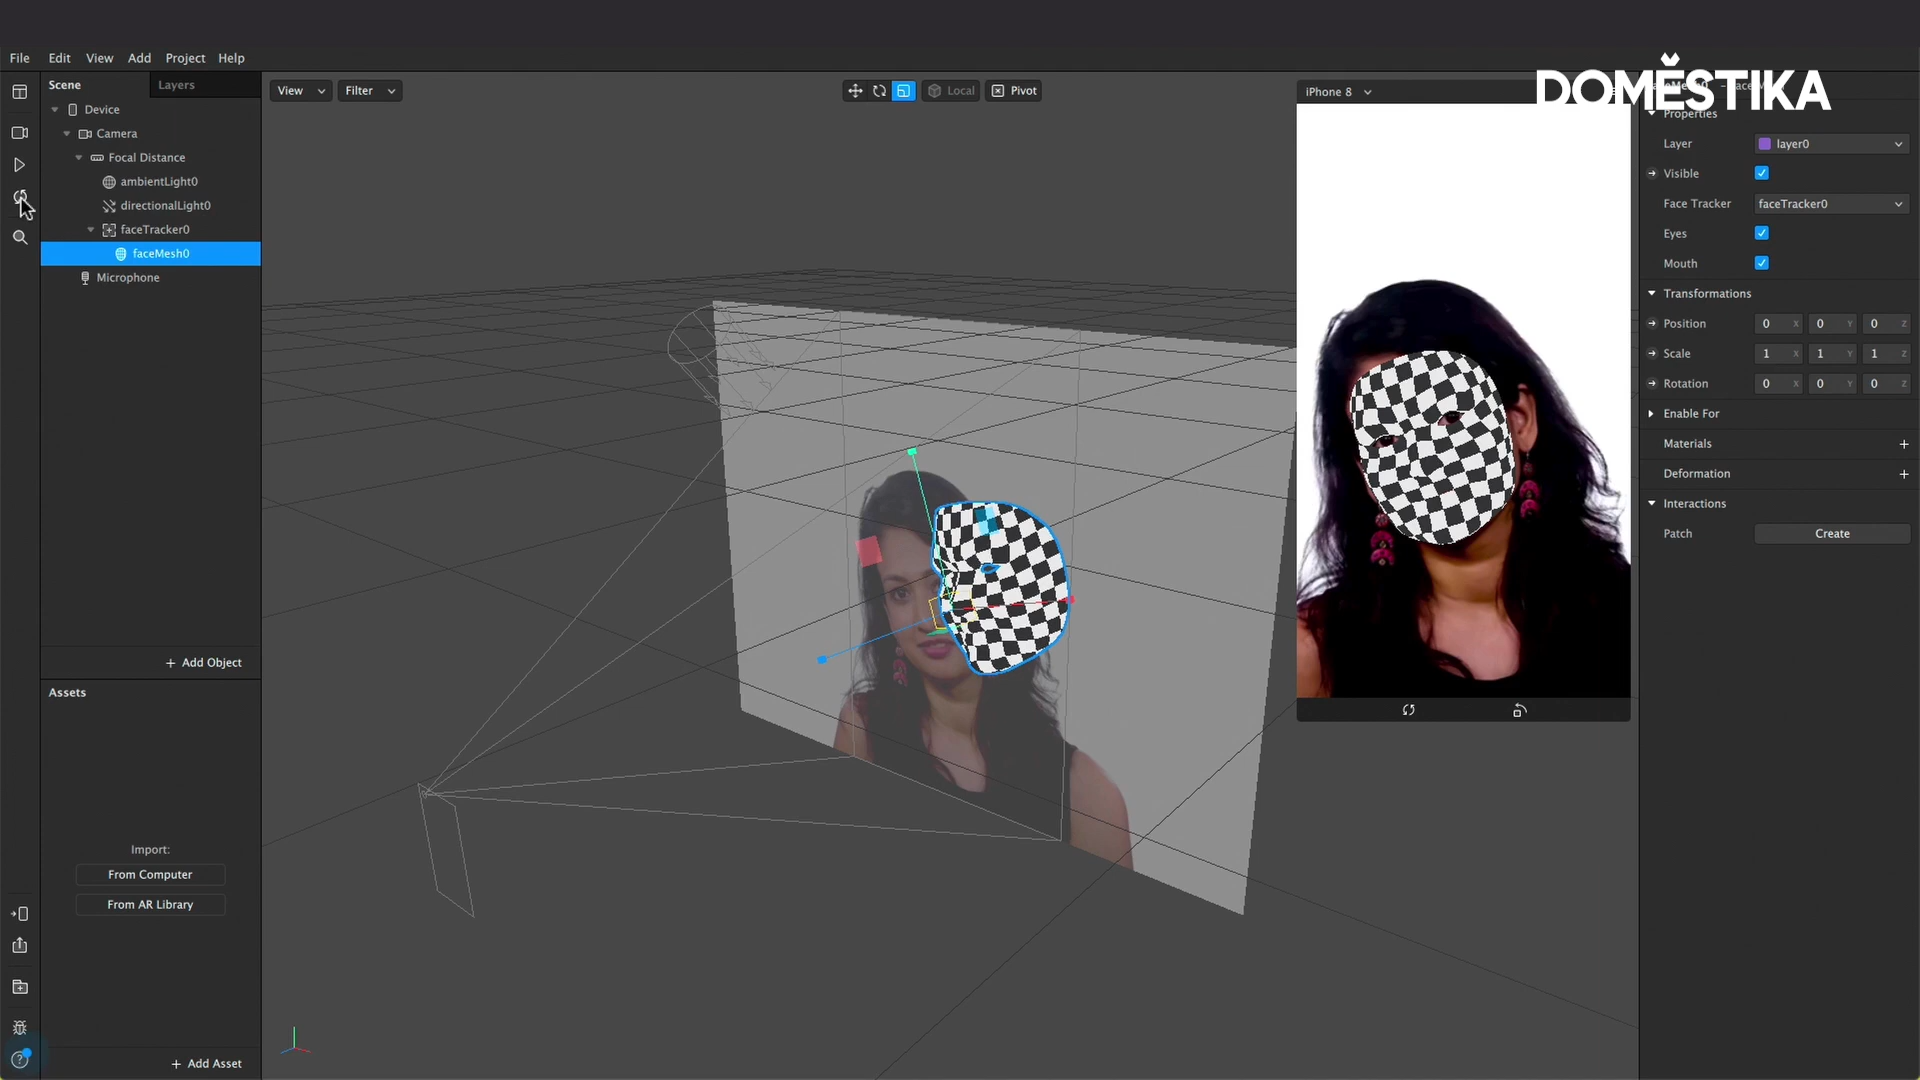 File Edit View Add Project Help
DOMESTIKA
Scene Layers
Device
Camera
Focal Distance
ambientLight0
directionalLight0
faceTracker0
faceMesh0
Microphone
+ Add Object
Assets
Import:
From Computer
From AR Library
+ Add Asset
View Filter
Local Pivot
iPhone 8
Properties
Layer layer0
Visible
Face Tracker faceTracker0
Eyes
Mouth
Transformations
Position 0 X 0 Y 0 Z
Scale 1 X 1 Y 1 Z
Rotation 0 X 0 Y 0 Z
Enable For
Materials +
Deformation +
Interactions
Patch Create